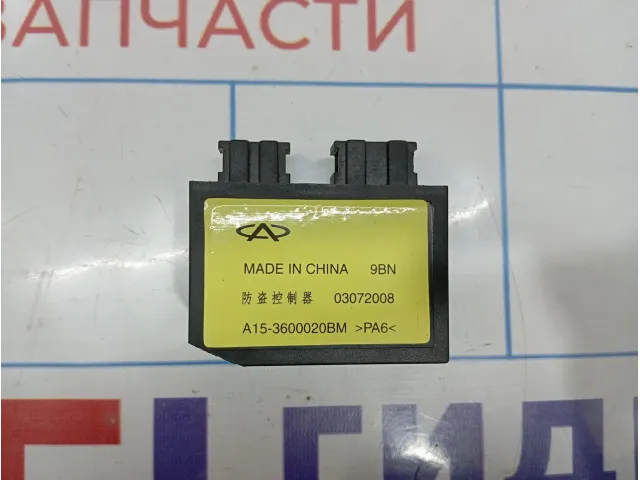 ЗАПЧАСТИ
MADE IN CHINA 9BN
防盗控制器 03072008
A15-3600020BM >PA6<